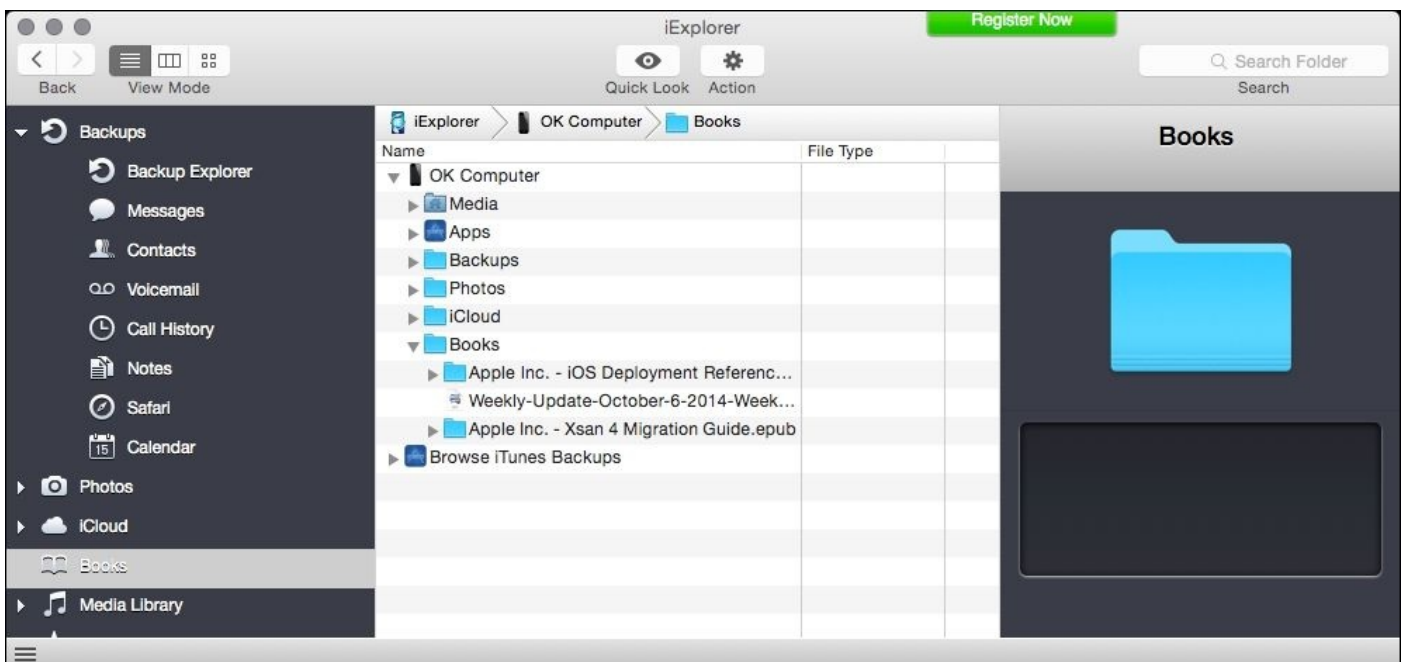 iExplorer
Register Now
Search Folder
Back
View Mode
Quick Look
Action
Search
Backups
Backup Explorer
Messages
Contacts
Voicemail
Call History
Notes
Safari
15
Calendar
Photos
iCloud
Books
Media Library
iExplorer
OK Computer
Books
Name
File Type
OK Computer
Media
Apps
Backups
Photos
iCloud
Books
Apple Inc. - iOS Deployment Referenc...
Weekly-Update-October-6-2014-Week...
Apple Inc. - Xsan 4 Migration Guide.epub
Browse iTunes Backups
Books